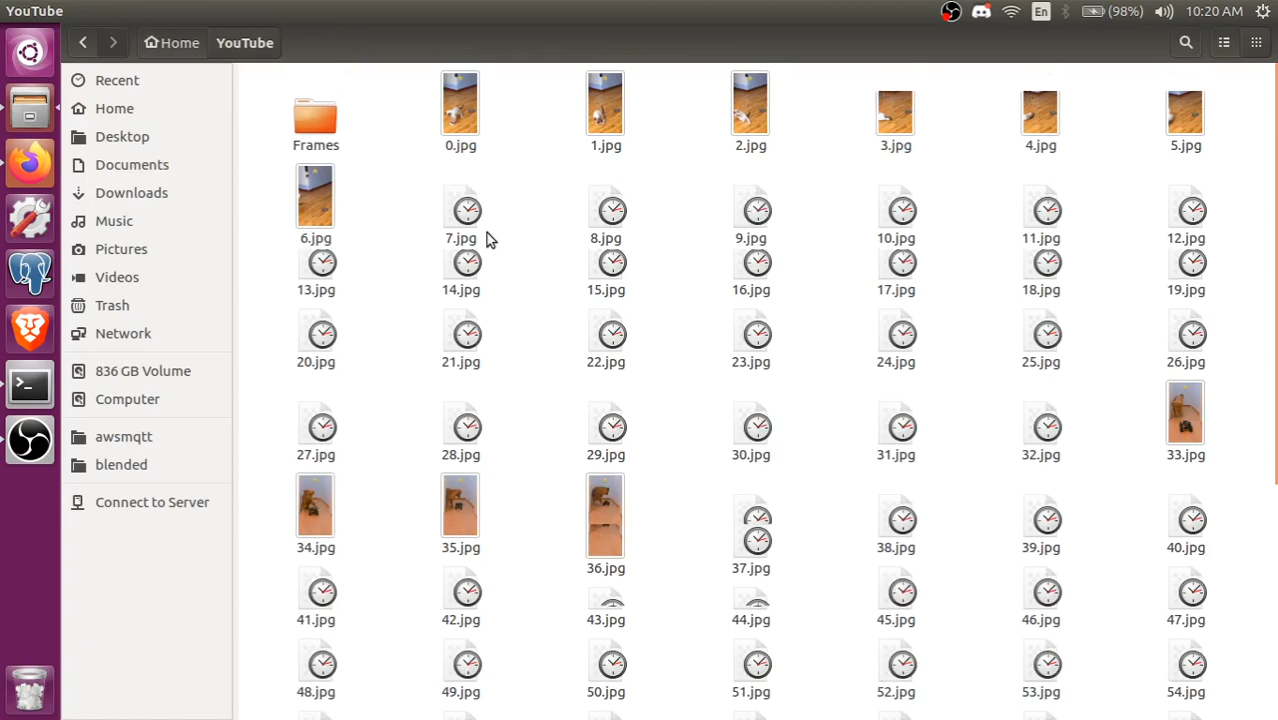 YouTube
En
(98%)
10:20 AM
Home
YouTube
Recent
Home
Desktop
Documents
Downloads
Music
Pictures
Videos
Trash
Network
836 GB Volume
Computer
awsmqtt
blended
Connect to Server
Frames 0.jpg 1.jpg 2.jpg 3.jpg 4.jpg 5.jpg
6.jpg 7.jpg 8.jpg 9.jpg 10.jpg 11.jpg 12.jpg
13.jpg 14.jpg 15.jpg 16.jpg 17.jpg 18.jpg 19.jpg
20.jpg 21.jpg 22.jpg 23.jpg 24.jpg 25.jpg 26.jpg
27.jpg 28.jpg 29.jpg 30.jpg 31.jpg 32.jpg 33.jpg
34.jpg 35.jpg 36.jpg 37.jpg 38.jpg 39.jpg 40.jpg
41.jpg 42.jpg 43.jpg 44.jpg 45.jpg 46.jpg 47.jpg
48.jpg 49.jpg 50.jpg 51.jpg 52.jpg 53.jpg 54.jpg